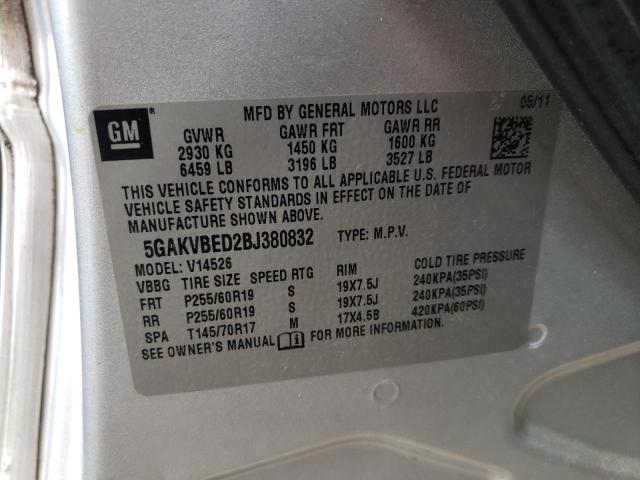 MFD BY GENERAL MOTORS LLC 05/11
GM
GVWR GAWR FRT GAWR RR
2930 KG 1450 KG 1600 KG
6459 LB 3196 LB 3527 LB
THIS VEHICLE CONFORMS TO ALL APPLICABLE U.S. FEDERAL MOTOR
VEHICLE SAFETY STANDARDS IN EFFECT ON THE DATE OF
MANUFACTURE SHOWN ABOVE.
5GAKVBED2BJ380832 TYPE: M.P.V.
MODEL: V14526
VBBG TIRE SIZE SPEED RTG RIM COLD TIRE PRESSURE
FRT P255/60R19 S 19X7.5J 240KPA(35PSI)
RR P255/60R19 S 19X7.5J 240KPA(35PSI)
SPA T145/70R17 M 17X4.5B 420KPA(60PSI)
SEE OWNER'S MANUAL FOR MORE INFORMATION.